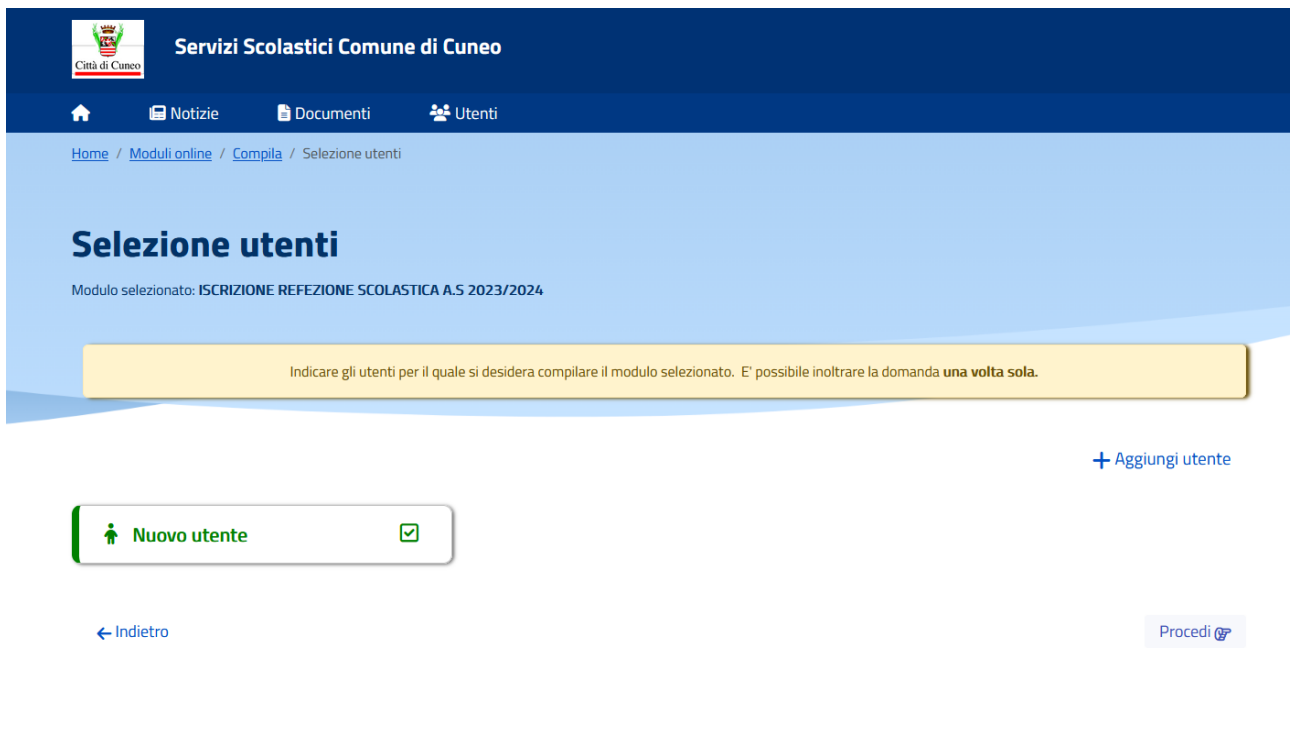 Città di Cuneo
Servizi Scolastici Comune di Cuneo
Notizie Documenti Utenti
Home / Moduli online / Compila / Selezione utenti
Selezione utenti
Modulo selezionato: ISCRIZIONE REFEZIONE SCOLASTICA A.S 2023/2024
Indicare gli utenti per il quale si desidera compilare il modulo selezionato. E' possibile inoltrare la domanda una volta sola.
Aggiungi utente
Nuovo utente
Indietro
Procedi